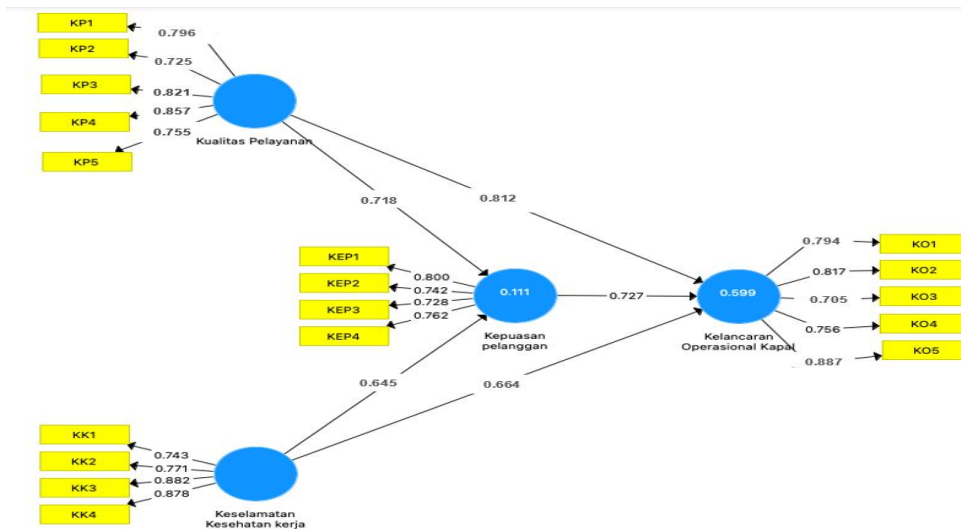 KP1
0.796
KP2
0.725
KP3
0.821
KP4
0.857
0.755
KP5
Kualitas Pelayanan
0.718
0.812
KEP1
0.800
KEP2
0.742
KEP3
0.728
KEP4
0.762
0.111
Kepuasan
pelanggan
0.727
0.599
Kelancaran
Operasional Kapal
0.794
KO1
0.817
KO2
0.705
KO3
0.756
KO4
0.887
KO5
0.645
0.664
KK1
0.743
KK2
0.771
KK3
0.882
0.878
KK4
Keselamatan
Kesehatan kerja